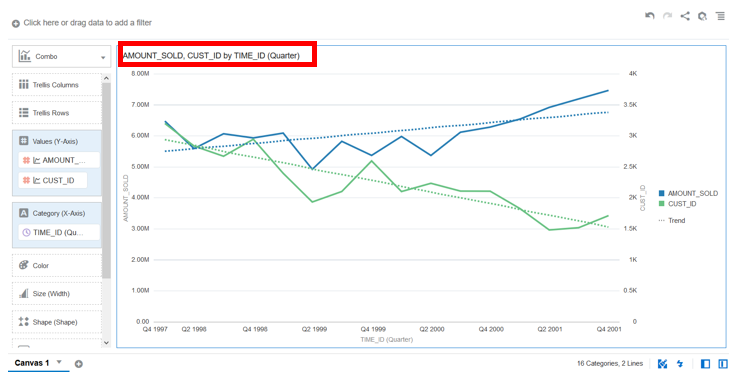 Click here or drag data to add a filter
Combo
Trellis Columns
Trellis Rows
Values (Y-Axis)
AMOUNT_...
CUST_ID
Category (X-Axis)
TIME_ID (Qu...
Color
Size (Width)
Shape (Shape)
AMOUNT_SOLD, CUST_ID by TIME_ID (Quarter)
8.00M
7.00M
6.00M
5.00M
4.00M
3.00M
2.00M
1.00M
0.00
AMOUNT_SOLD
4K
3.5K
3K
2.5K
2K
1.5K
1K
0.5K
0
CUST_ID
Q4 1997 Q2 1998 Q4 1998 Q2 1999 Q4 1999 Q2 2000 Q4 2000 Q2 2001 Q4 2001
TIME_ID (Quarter)
AMOUNT_SOLD
CUST_ID
Trend
Canvas 1
16 Categories, 2 Lines